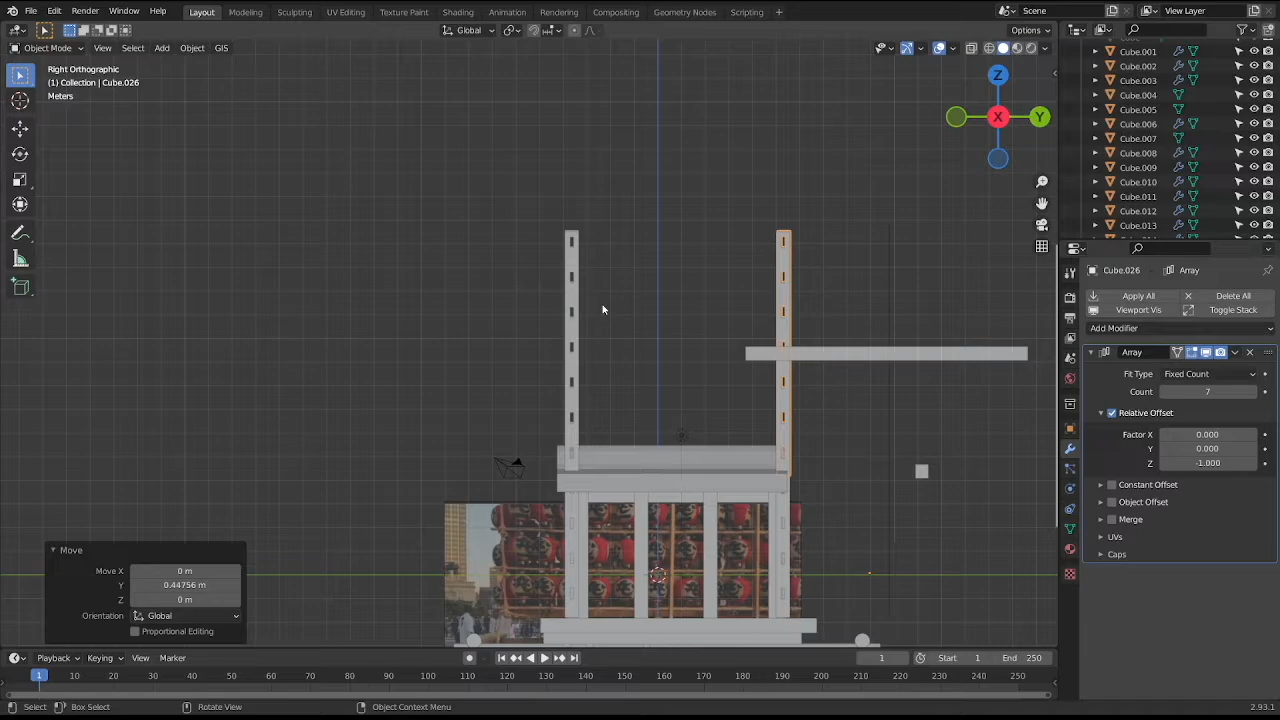 File Edit Render Window Help Layout Modeling Sculpting UV Editing Texture Paint Shading Animation Rendering Compositing Geometry Nodes Scripting + Scene View Layer
Global Options
Object Mode View Select Add Object GIS
Right Orthographic
(1) Collection | Cube.026
Meters
Z
X
Y
Cube.001
Cube.002
Cube.003
Cube.004
Cube.005
Cube.006
Cube.007
Cube.008
Cube.009
Cube.010
Cube.011
Cube.012
Cube.013
Cube.026 Array
Apply All Delete All
Viewport Vis Toggle Stack
Add Modifier
Array
Fit Type Fixed Count
Count 7
Relative Offset
Factor X 0.000
Y 0.000
Z -1.000
Constant Offset
Object Offset
Merge
UVs
Caps
Move
Move X 0 m
Y 0.44756 m
Z 0 m
Orientation Global
Proportional Editing
Playback Keying View Marker 1 Start 1 End 250
1 10 20 30 40 50 60 70 80 90 100 110 120 130 140 150 160 170 180 190 200 210 220 230 240 250
Select Box Select Rotate View Object Context Menu 2.93.1